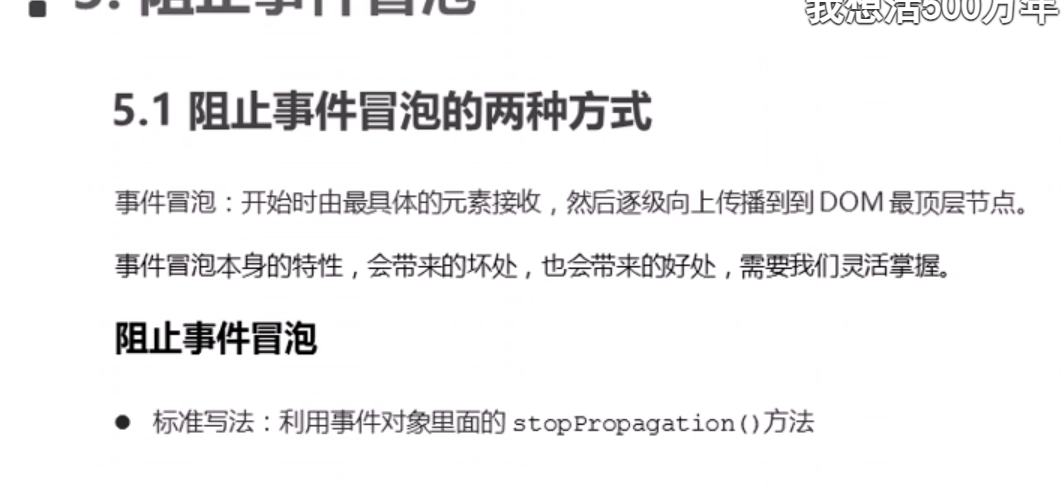 5. 阻止事件冒泡
我想活500万年
5.1 阻止事件冒泡的两种方式
事件冒泡：开始时由最具体的元素接收，然后逐级向上传播到到 DOM 最顶层节点。
事件冒泡本身的特性，会带来的坏处，也会带来的好处，需要我们灵活掌握。
阻止事件冒泡
● 标准写法：利用事件对象里面的 stopPropagation()方法